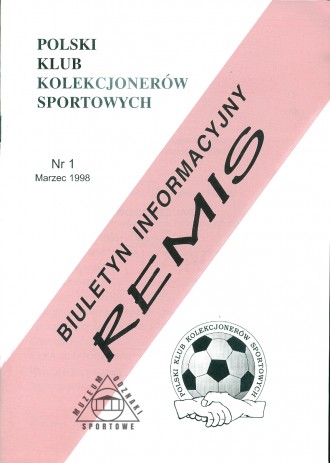 POLSKI
KLUB
KOLEKCJONERÓW
SPORTOWYCH
Nr 1
Marzec 1998
BIULETYN INFORMACYJNY
REMIS
MUZEUM ODZNAKI
SPORTOWE
POLSKI KLUB KOLEKCJONERÓW SPORTOWYCH